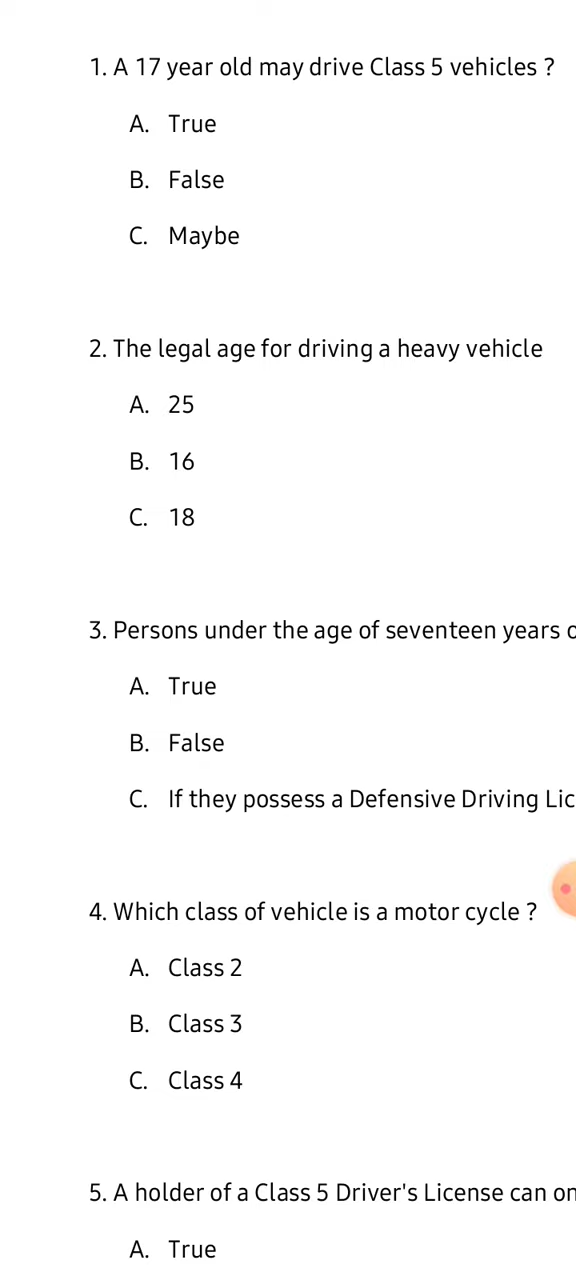 1. A 17 year old may drive Class 5 vehicles ?
A. True
B. False
C. Maybe
2. The legal age for driving a heavy vehicle
A. 25
B. 16
C. 18
3. Persons under the age of seventeen years
A. True
B. False
C. If they possess a Defensive Driving Lic
4. Which class of vehicle is a motor cycle ?
A. Class 2
B. Class 3
C. Class 4
5. A holder of a Class 5 Driver's License can on
A. True